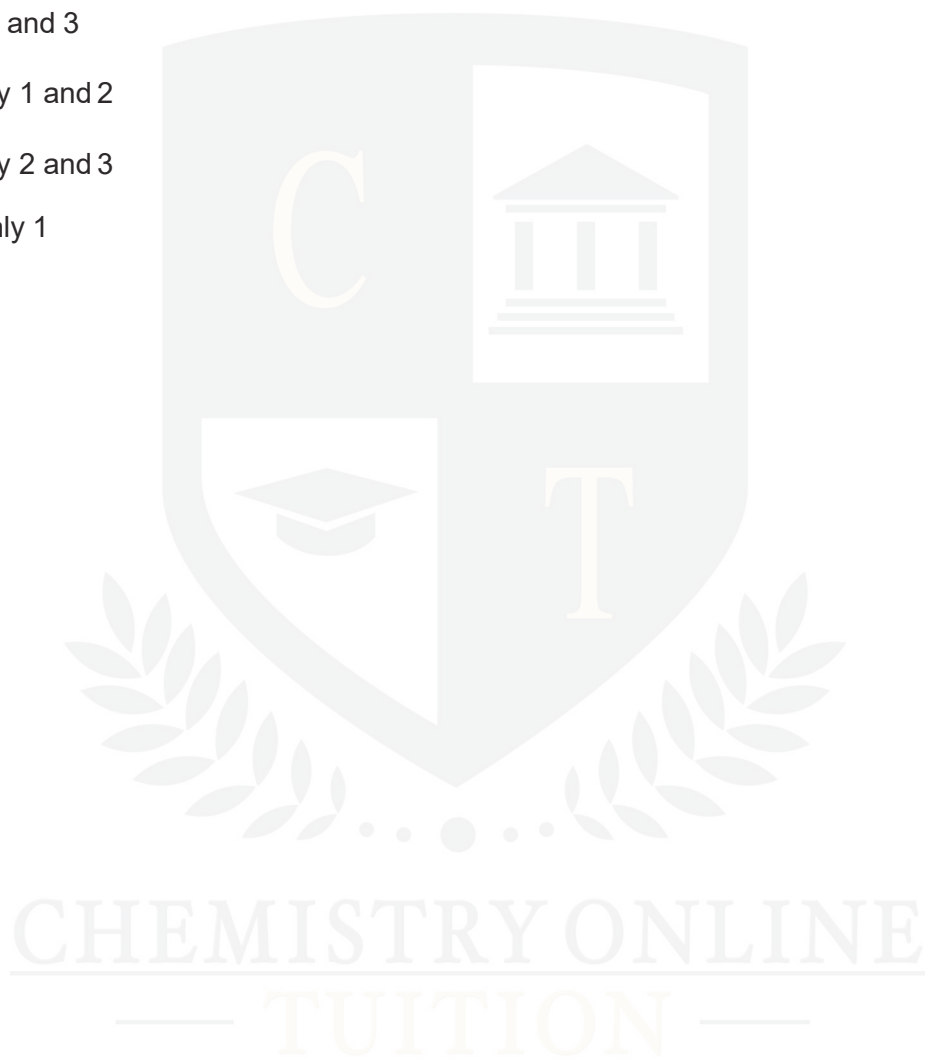 and 3
y 1 and 2
y 2 and 3
ly 1
C
T
CHEMISTRY ONLINE
TUITION